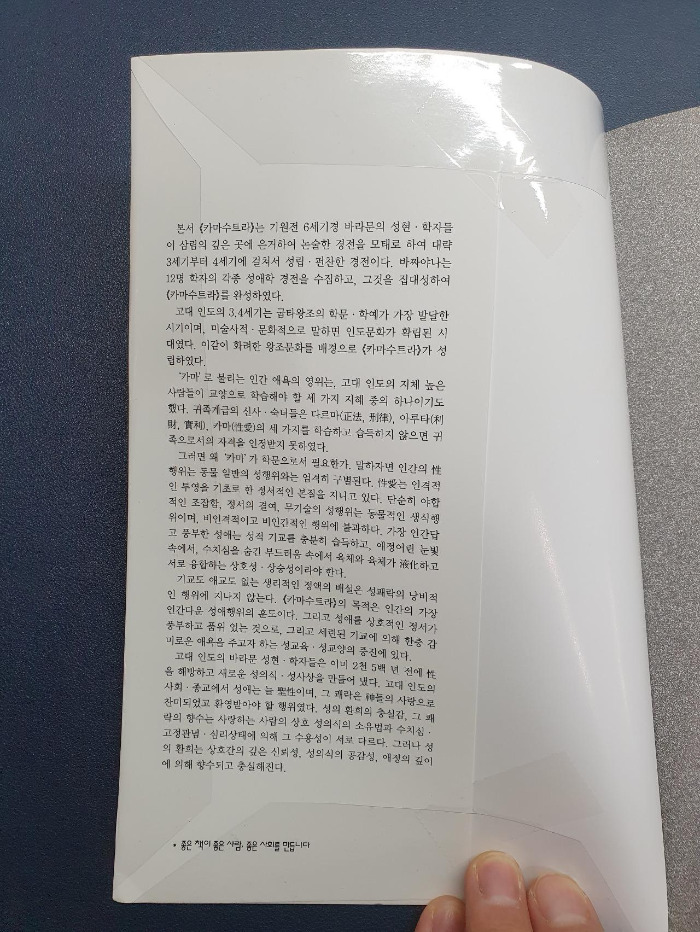 본서 《카마수트라》는 기원전 6세기경 바라문의 성현·학자들
이 삼림의 깊은 곳에 은거하여 논술한 경전을 모태로 하여 대략
3세기부터 4세기에 걸쳐서 성립·편찬한 경전이다. 바짜야나는
12명 학자의 각종 성애학 경전을 수집하고, 그것을 집대성하여
《카마수트라》를 완성하였다.
고대 인도의 3,4세기는 굽타왕조의 학문·학예가 가장 발달한
시기이며, 미술사적·문화적으로 말하면 인도문화가 확립된 시
대였다. 이같이 화려한 왕조문화를 배경으로 《카마수트라》가 성
립하였다.
'카마'로 불리는 인간 애욕의 영위는, 고대 인도의 지체 높은
사람들이 교양으로 학습해야 할 세 가지 지혜 중의 하나이기도
했다. 귀족계급의 신사·숙녀들은 다르마(正法, 刑律), 아루타(利
財, 實利), 카마(性愛)의 세 가지를 학습하고 습득하지 않으면 귀
족으로서의 자격을 인정받지 못하였다.
그러면 왜 '카마'가 학문으로서 필요한가. 말하자면 인간의 性
행위는 동물 일반의 성행위와는 엄격히 구별된다. 性愛는 인격적
인 투영을 기초로 한 정서적인 본질을 지니고 있다. 단순히 야합
적인 조잡함, 정서의 결여, 무기술의 성행위는 동물적인 생식행
위이며, 비인격적이고 비인간적인 행위에 불과하다. 가장 인간답
고 풍부한 성애는 성적 기교를 충분히 습득하고, 애정어린 눈빛
속에서, 수치심을 숨긴 부드러움 속에서 육체와 육체가 液化하고
서로 융합하는 상호성·상승성이라야 한다.
기교도 애교도 없는 생리적인 정액의 배설은 성쾌락의 낭비적
인 행위에 지나지 않는다. 《카마수트라》의 목적은 인간의 가장
인간다운 성애행위의 훈도이다. 그리고 성애를 상호적인 정서가
풍부하고 품위 있는 것으로, 그리고 세련된 기교에 의해 한층 감
미로운 애욕을 주고자 하는 성교육·성교양의 증진에 있다.
고대 인도의 바라문 성현·학자들은 이미 2천 5백 년 전에 性
을 해방하고 새로운 성의식·성사상을 만들어 냈다. 고대 인도의
사회·종교에서 성애는 늘 聖性이며, 그 쾌락은 神들의 사랑으로
찬미되었고 환영받아야 할 행위였다. 성의 환희의 충실감, 그 쾌
락의 향수는 사랑하는 사람의 상호 성의식의 소유범과 수치심·
고정관념·심리상태에 의해 그 수용성이 서로 다르다. 그러나 성
의 환희는 상호간의 깊은 신뢰성, 성의식의 공감성, 애정의 깊이
에 의해 향수되고 충실해진다.
• 좋은 책이 좋은 사람, 좋은 사회를 만듭니다